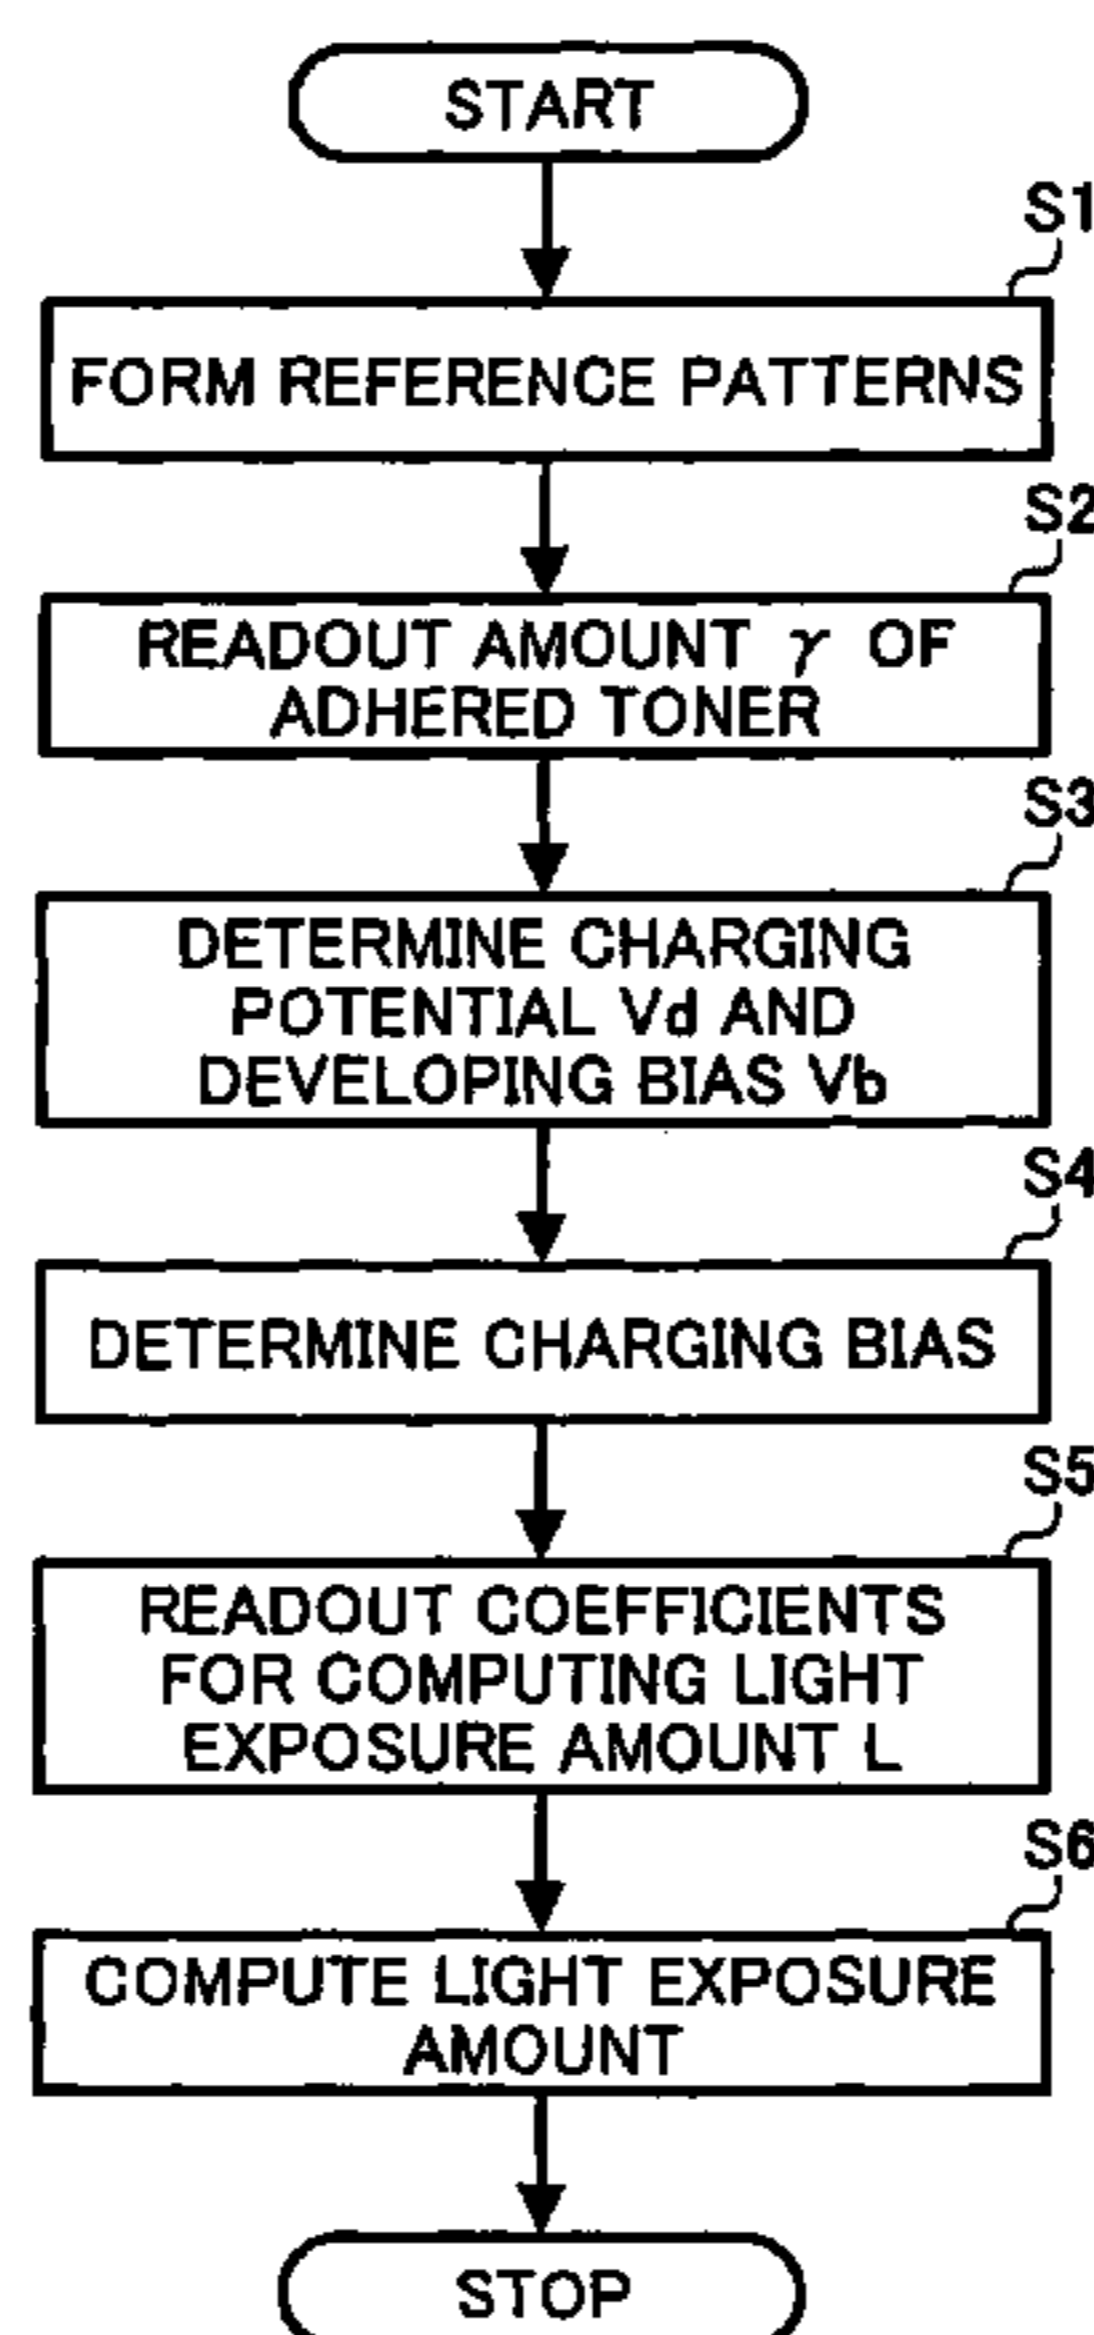 START
S1
FORM REFERENCE PATTERNS
S2
READOUT AMOUNT γ OF
ADHERED TONER
S3
DETERMINE CHARGING
POTENTIAL Vd AND
DEVELOPING BIAS Vb
S4
DETERMINE CHARGING BIAS
S5
READOUT COEFFICIENTS
FOR COMPUTING LIGHT
EXPOSURE AMOUNT L
S6
COMPUTE LIGHT EXPOSURE
AMOUNT
STOP